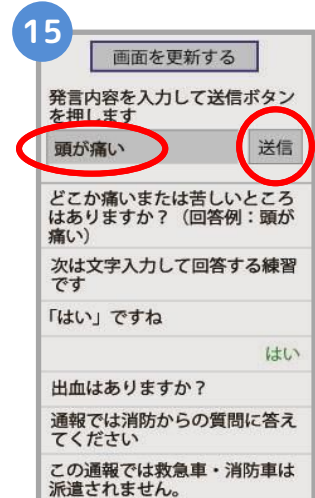 15
画面を更新する
発言内容を入力して送信ボタン
を押します
頭が痛い
送信
どこか痛いまたは苦しいところ
はありますか？（回答例：頭が
痛い）
次は文字入力して回答する練習
です
「はい」ですね
はい
出血はありますか？
通報では消防からの質問に答え
てください
この通報では救急車・消防車は
派遣されません。